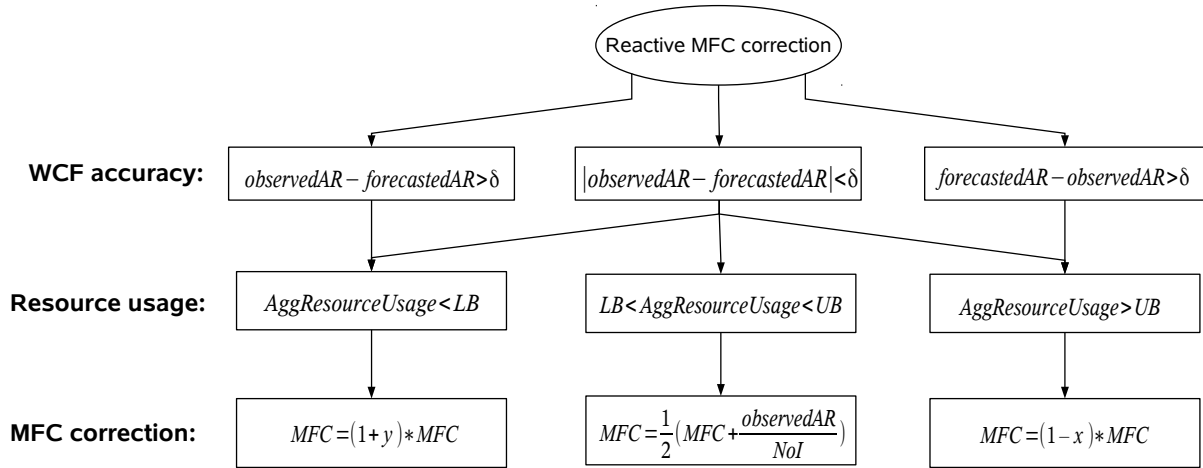 Reactive MFC correction
WCF accuracy:
observedAR − forecastedAR>δ
|observedAR − forecastedAR|<δ
forecastedAR−observedAR>δ
Resource usage:
AggResourceUsage<LB
LB<AggResourceUsage<UB
AggResourceUsage>UB
MFC correction:
MFC=(1+y)*MFC
MFC=1/2(MFC+observedAR/NoI)
MFC=(1−x)*MFC